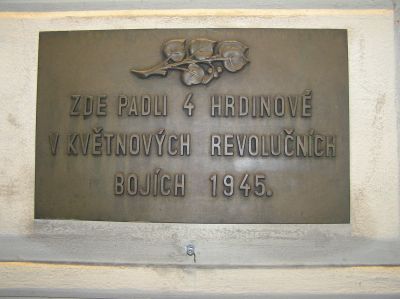 ZDE PADLI 4 HRDINOVÉ
V KVĚTNOVÝCH REVOLUČNÍCH
BOJÍCH 1945.